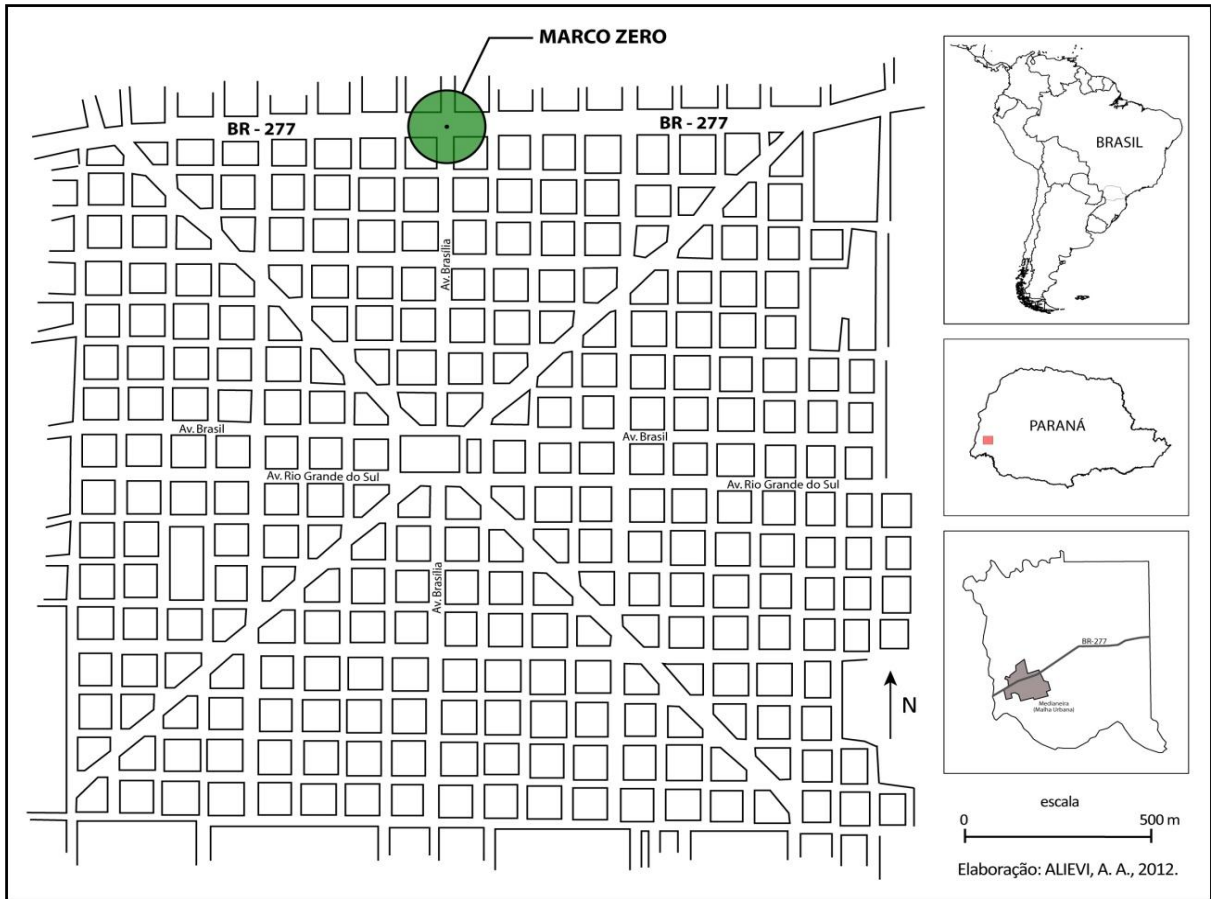 MARCO ZERO
BR - 277
BR - 277
Av. Brasília
Av. Brasil
Av. Brasil
Av. Rio Grande do Sul
Av. Rio Grande do Sul
Av. Brasília
N
BRASIL
PARANÁ
BR-277
Medianeira
(Malha Urbana)
escala
0 500 m
Elaboração: ALIEVI, A. A., 2012.